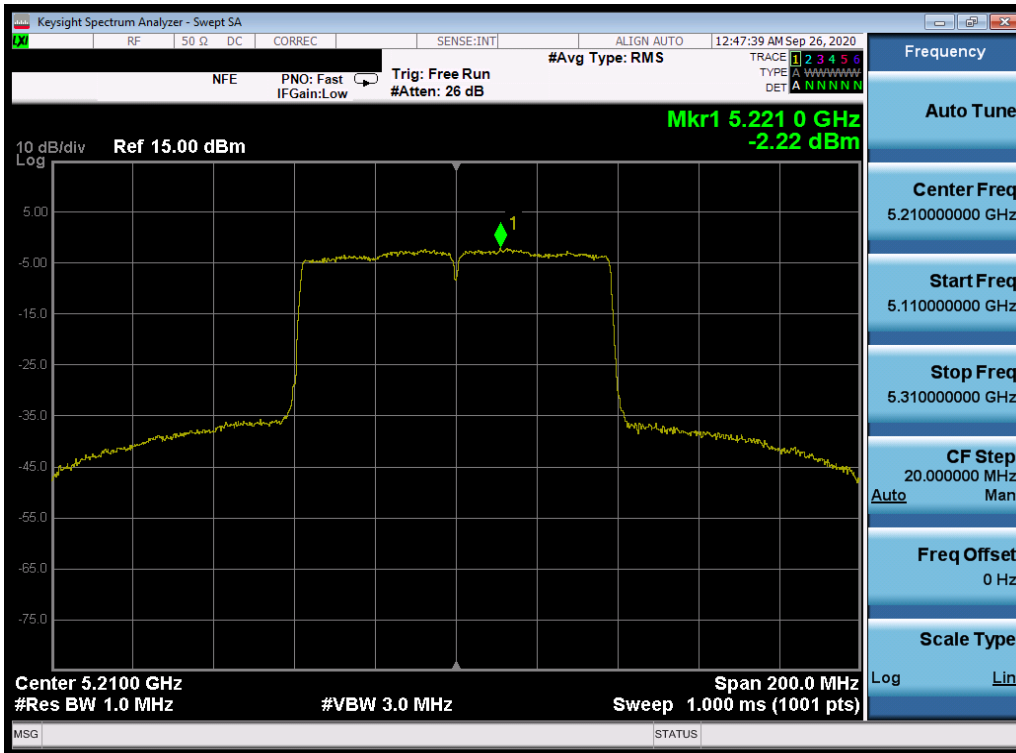 Keysight Spectrum Analyzer - Swept SA
LXI RF 50 Ω DC CORREC SENSE:INT ALIGN AUTO 12:47:39 AM Sep 26, 2020
NFE PNO: Fast IFGain:Low Trig: Free Run #Atten: 26 dB #Avg Type: RMS
TRACE 1 2 3 4 5 6
TYPE A WWWWW
DET A N N N N N
Mkr1 5.221 0 GHz
-2.22 dBm
10 dB/div Ref 15.00 dBm
Log
1
5.00
-5.00
-15.0
-25.0
-35.0
-45.0
-55.0
-65.0
-75.0
Center 5.2100 GHz Span 200.0 MHz
#Res BW 1.0 MHz #VBW 3.0 MHz Sweep 1.000 ms (1001 pts)
MSG STATUS
Frequency
Auto Tune
Center Freq
5.210000000 GHz
Start Freq
5.110000000 GHz
Stop Freq
5.310000000 GHz
CF Step
20.000000 MHz
Auto Man
Freq Offset
0 Hz
Scale Type
Log Lin